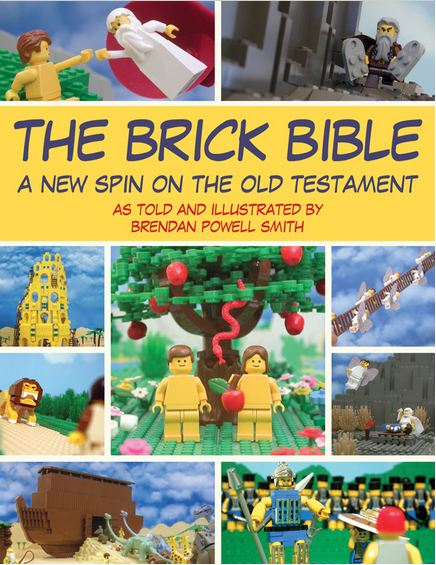 THE BRICK BIBLE
A NEW SPIN ON THE OLD TESTAMENT
AS TOLD AND ILLUSTRATED BY
BRENDAN POWELL SMITH